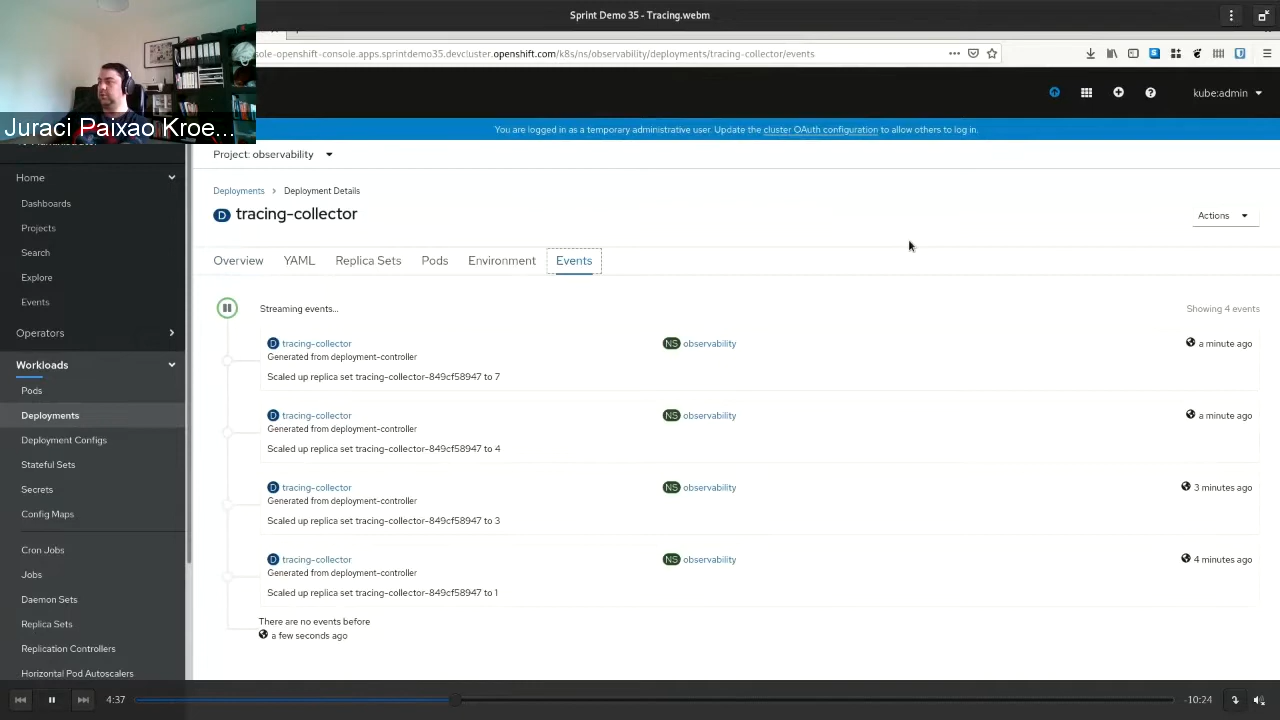 Sprint Demo 35 - Tracing.webm
ole-openshift-console.apps.sprintdemo35.devcluster.openshift.com/k8s/ns/observability/deployments/tracing-collector/events
kube:admin
Juraci Paixao Kroe...
You are logged in as a temporary administrative user. Update the cluster OAuth configuration to allow others to log in.
Home
Dashboards
Projects
Search
Explore
Events
Operators
Workloads
Pods
Deployments
Deployment Configs
Stateful Sets
Secrets
Config Maps
Cron Jobs
Jobs
Daemon Sets
Replica Sets
Replication Controllers
Horizontal Pod Autoscalers
Project: observability
Deployments > Deployment Details
D tracing-collector
Actions
Overview YAML Replica Sets Pods Environment Events
Streaming events...
Showing 4 events
D tracing-collector NS observability a minute ago
Generated from deployment-controller
Scaled up replica set tracing-collector-849cf58947 to 7
D tracing-collector NS observability a minute ago
Generated from deployment-controller
Scaled up replica set tracing-collector-849cf58947 to 4
D tracing-collector NS observability 3 minutes ago
Generated from deployment-controller
Scaled up replica set tracing-collector-849cf58947 to 3
D tracing-collector NS observability 4 minutes ago
Generated from deployment-controller
Scaled up replica set tracing-collector-849cf58947 to 1
There are no events before
a few seconds ago
4:37
-10:24